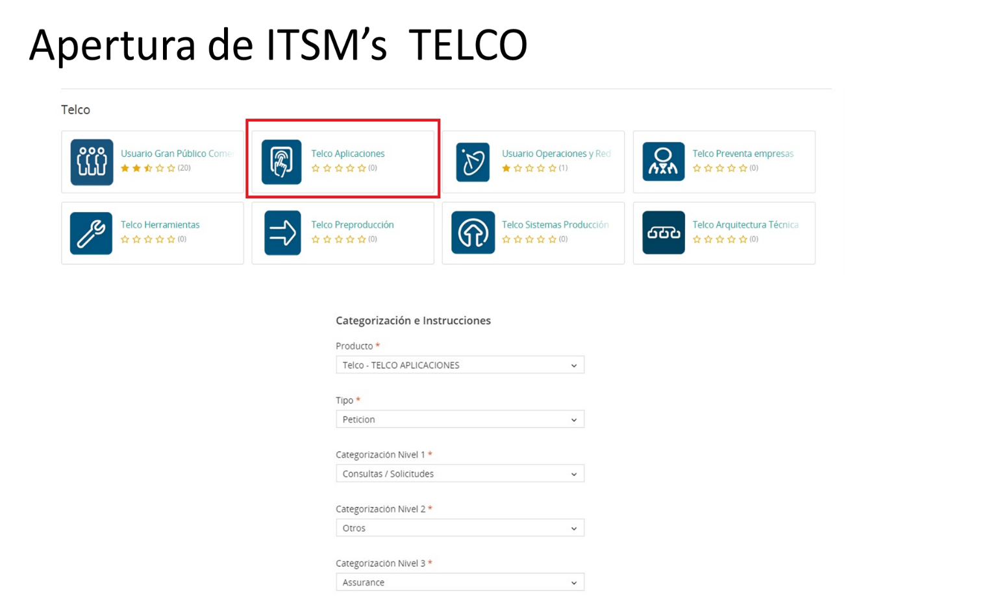 Apertura de ITSM’s TELCO
Telco
Usuario Gran Público
(20)
Telco Aplicaciones
(0)
Usuario Operaciones y Red
(1)
Telco Preventa empresas
(0)
Telco Herramientas
(0)
Telco Preproducción
(0)
Telco Sistemas Producción
(0)
Telco Arquitectura Técnica
(0)
Categorización e Instrucciones
Producto *
Telco - TELCO APLICACIONES
Tipo *
Peticion
Categorización Nivel 1 *
Consultas / Solicitudes
Categorización Nivel 2 *
Otros
Categorización Nivel 3 *
Assurance